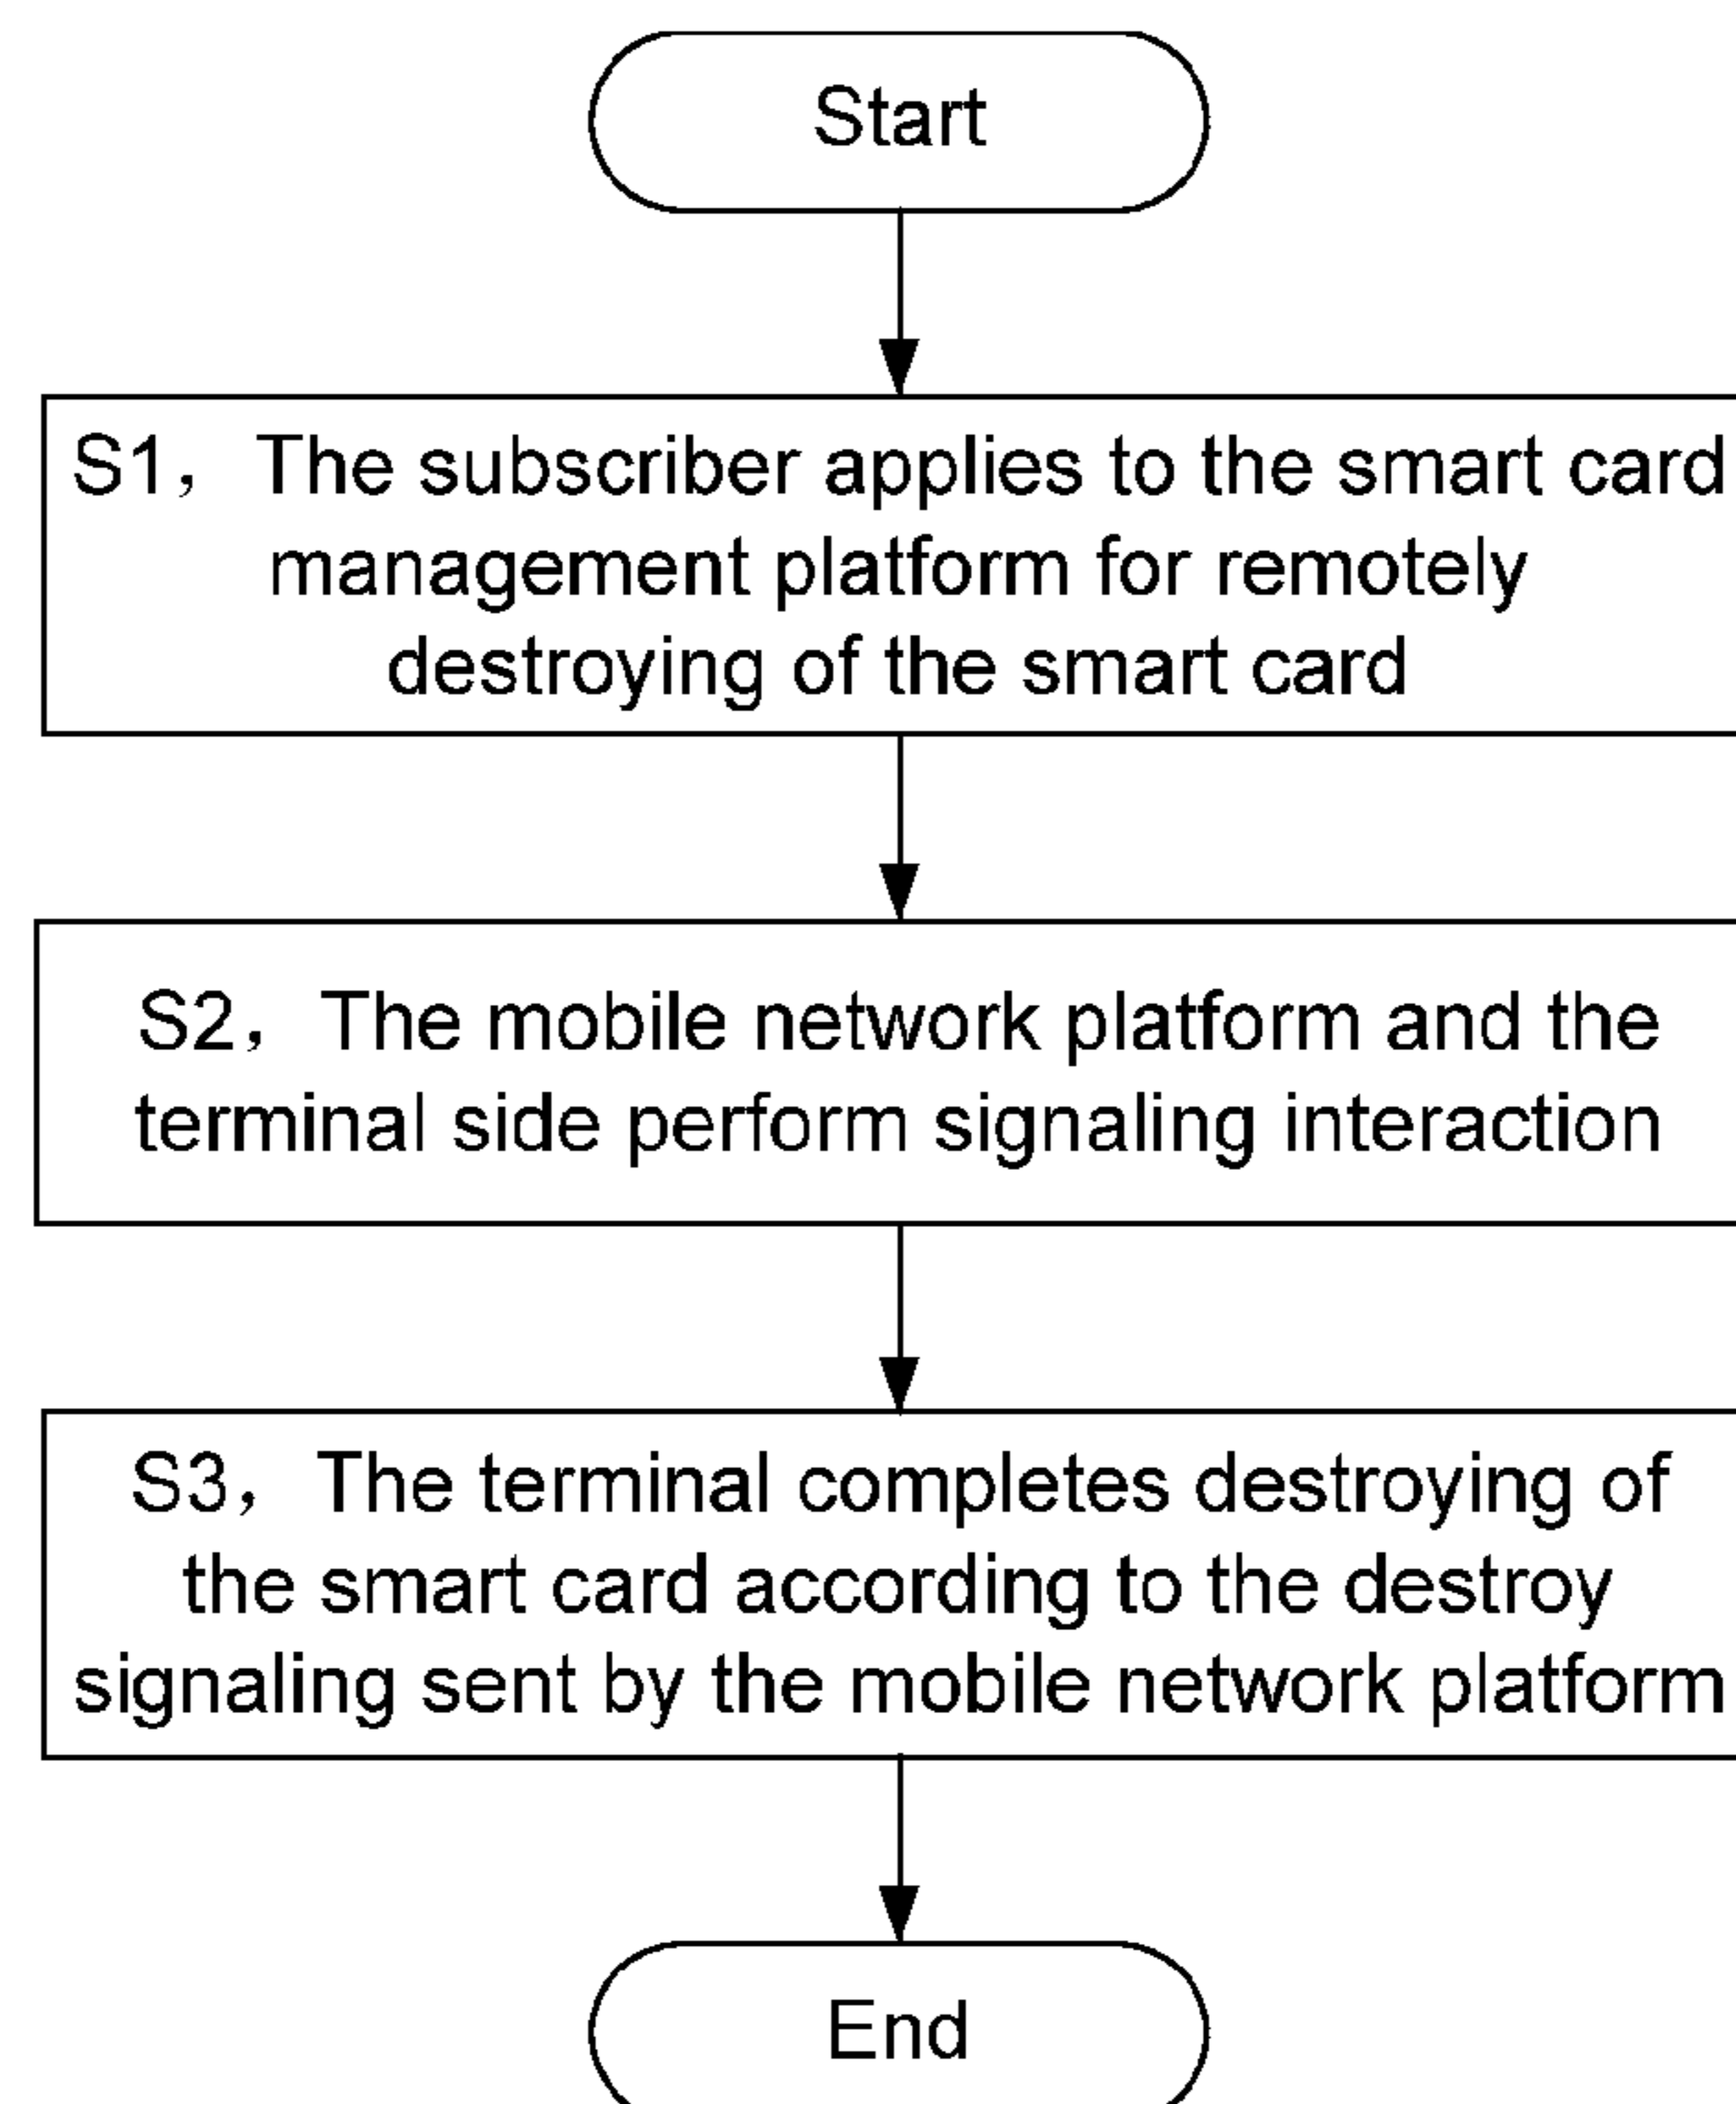 Start
S1, The subscriber applies to the smart card
management platform for remotely
destroying of the smart card
S2, The mobile network platform and the
terminal side perform signaling interaction
S3, The terminal completes destroying of
the smart card according to the destroy
signaling sent by the mobile network platform
End